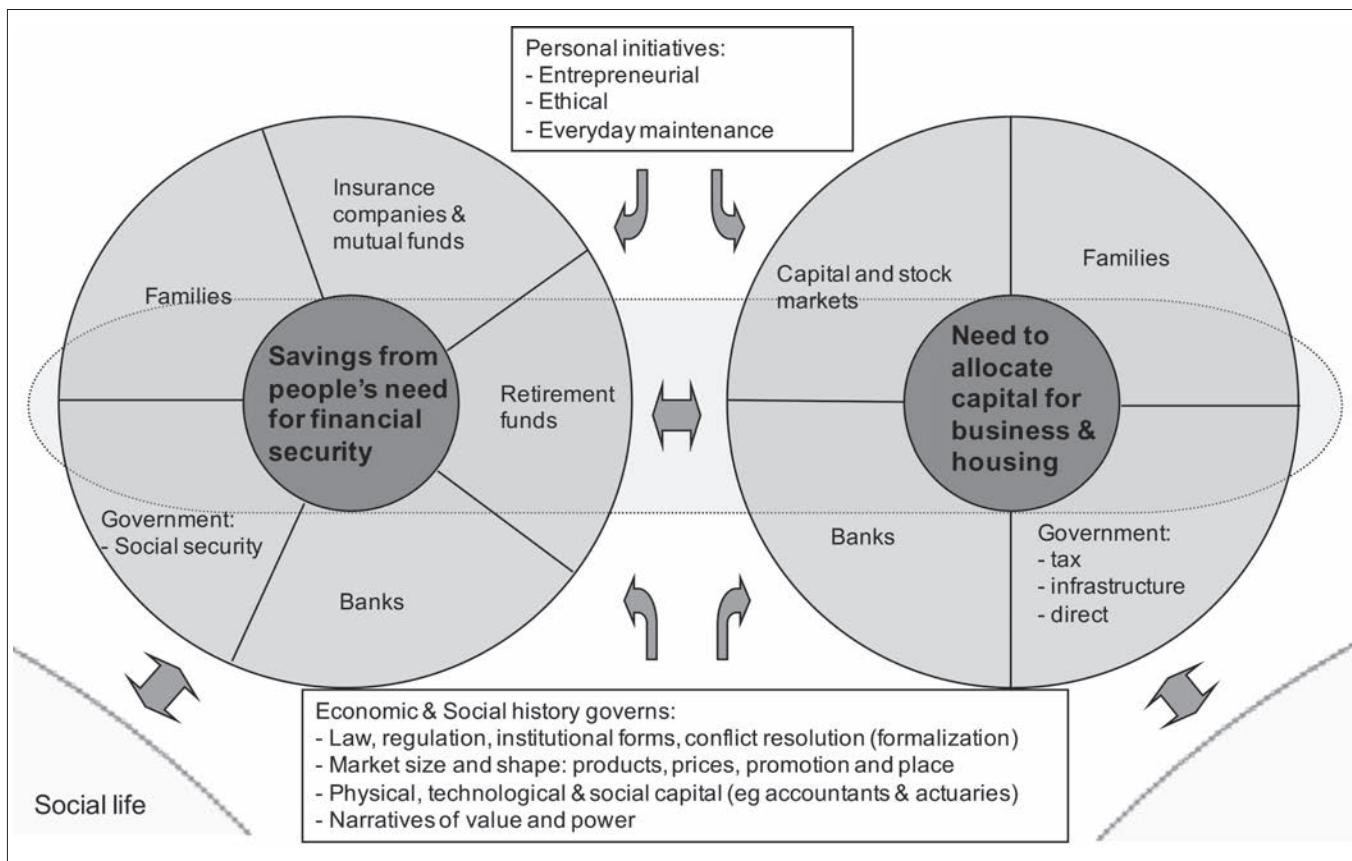 Personal initiatives:
- Entrepreneurial
- Ethical
- Everyday maintenance
Insurance
companies &
mutual funds
Families
Savings from
people’s need
for financial
security
Retirement
funds
Government:
- Social security
Banks
Capital and stock
markets
Families
Need to
allocate
capital for
business &
housing
Banks
Government:
- tax
- infrastructure
- direct
Economic & Social history governs:
- Law, regulation, institutional forms, conflict resolution (formalization)
- Market size and shape: products, prices, promotion and place
- Physical, technological & social capital (eg accountants & actuaries)
- Narratives of value and power
Social life